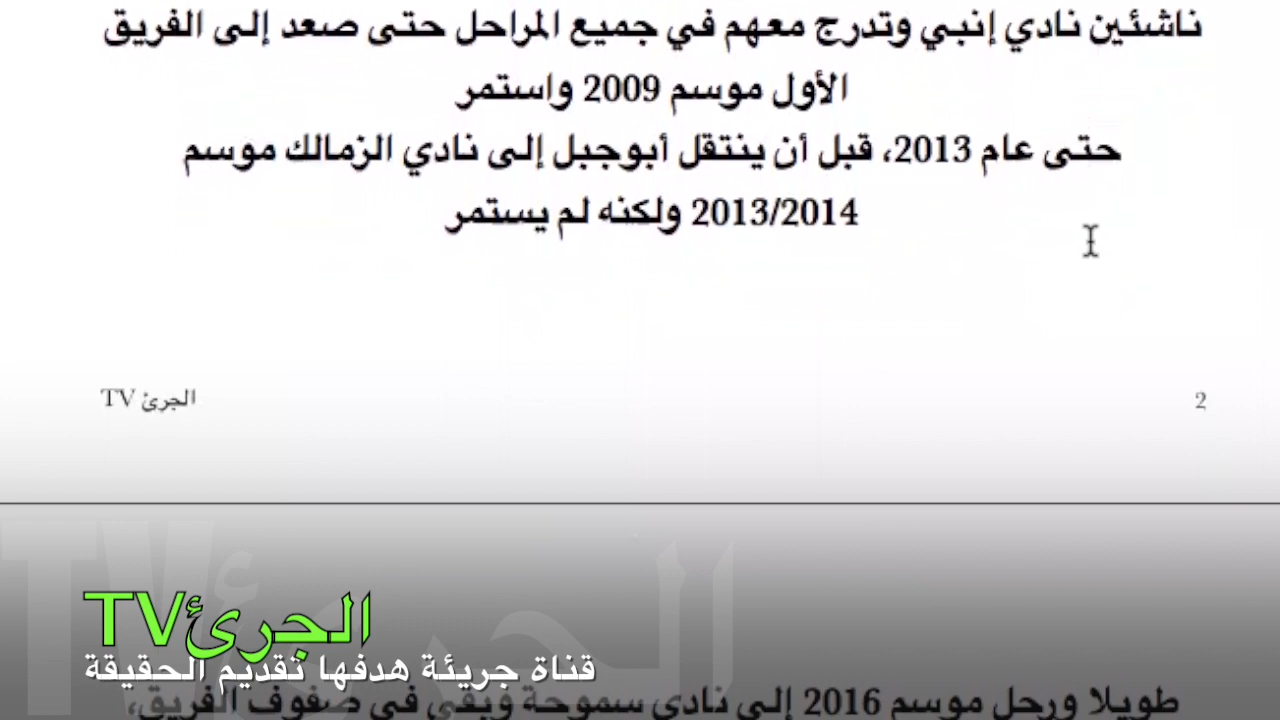 ناشئين نادي إنبي وتدرج معهم في جميع المراحل حتى صعد إلى الفريق
الأول موسم 2009 واستمر
حتى عام 2013، قبل أن ينتقل أبوجبل إلى نادي الزمالك موسم
2013/2014 ولكنه لم يستمر
الجرئ TV
2
الجرئTV
الجرئTV
قناة جريئة هدفها تقديم الحقيقة
طويلا ورحل موسم 2016 إلى نادي سموحة وبقي في صفوف الفريق،